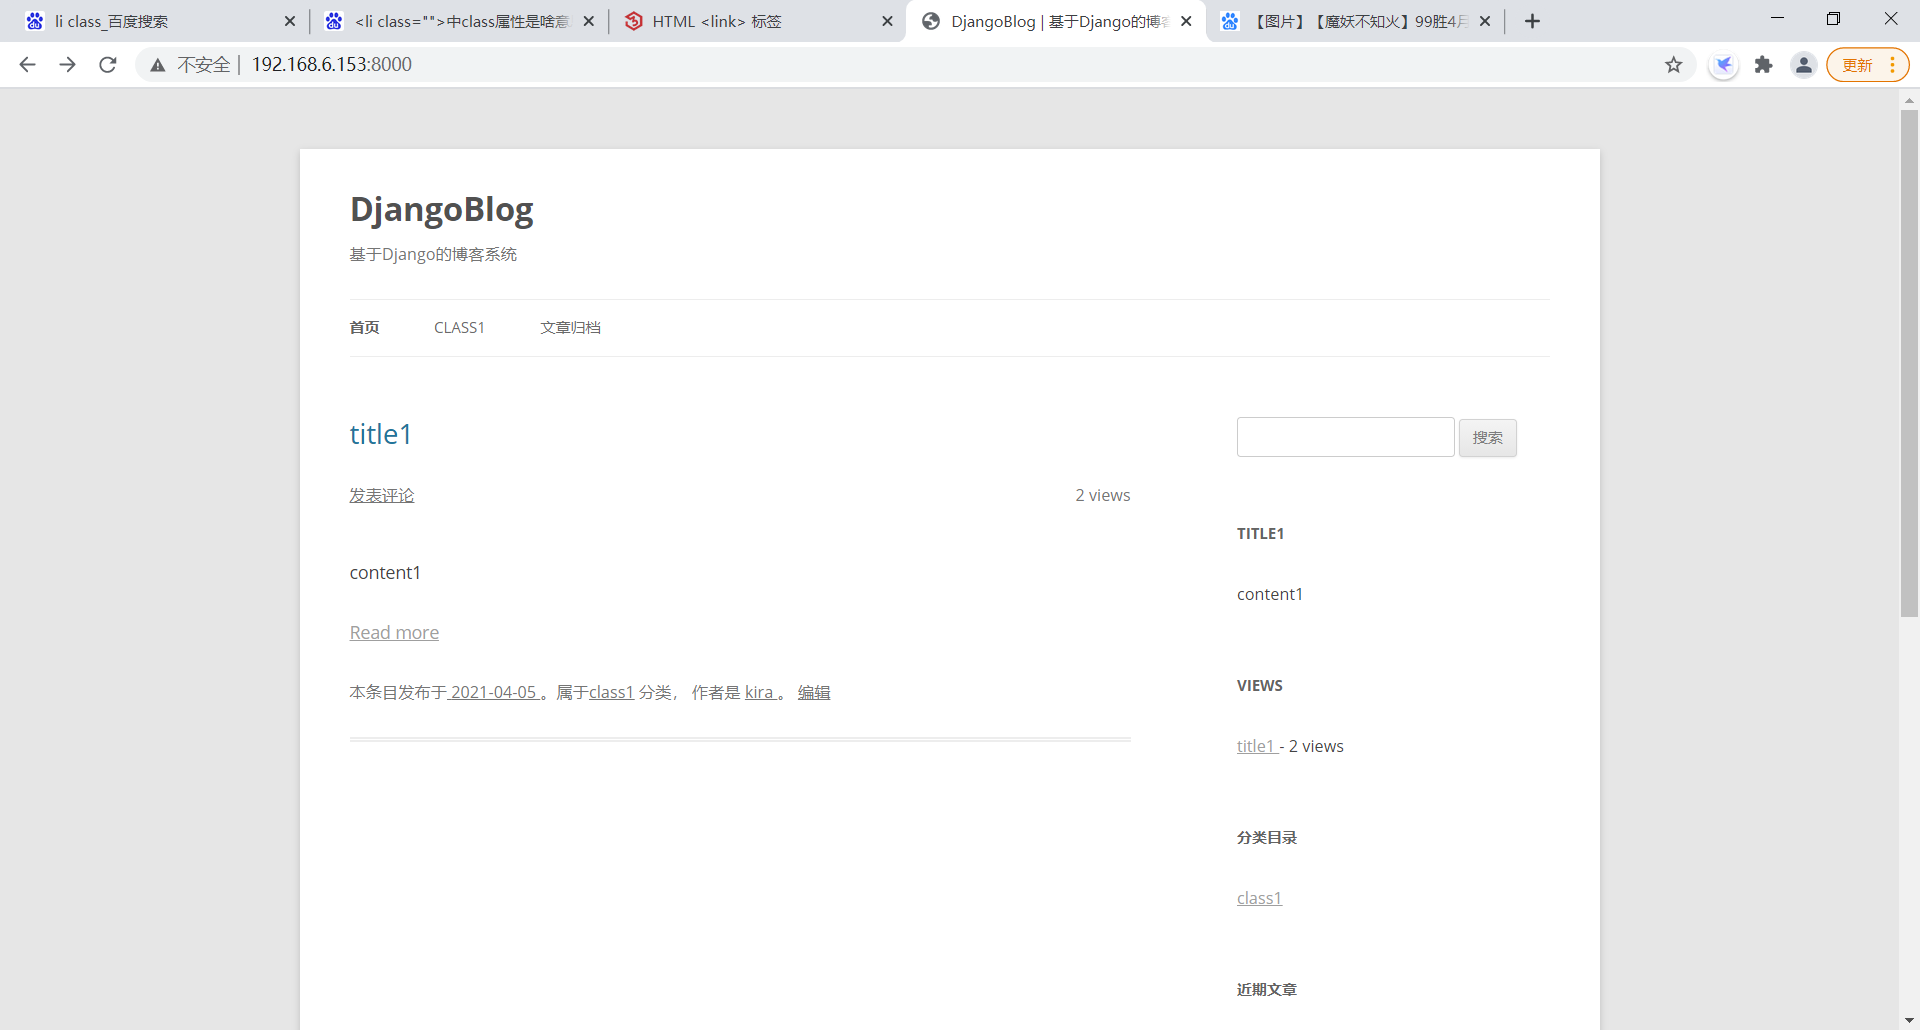 li class_百度搜索
<li class="">中class属性是啥意
HTML <link> 标签
DjangoBlog | 基于Django的博客
【图片】【魔妖不知火】99胜4月
不安全 | 192.168.6.153:8000
更新
DjangoBlog
基于Django的博客系统
首页 CLASS1 文章归档
title1
发表评论 2 views
content1
Read more
本条目发布于 2021-04-05 。属于class1 分类， 作者是 kira 。 编辑
搜索
TITLE1
content1
VIEWS
title1 - 2 views
分类目录
class1
近期文章